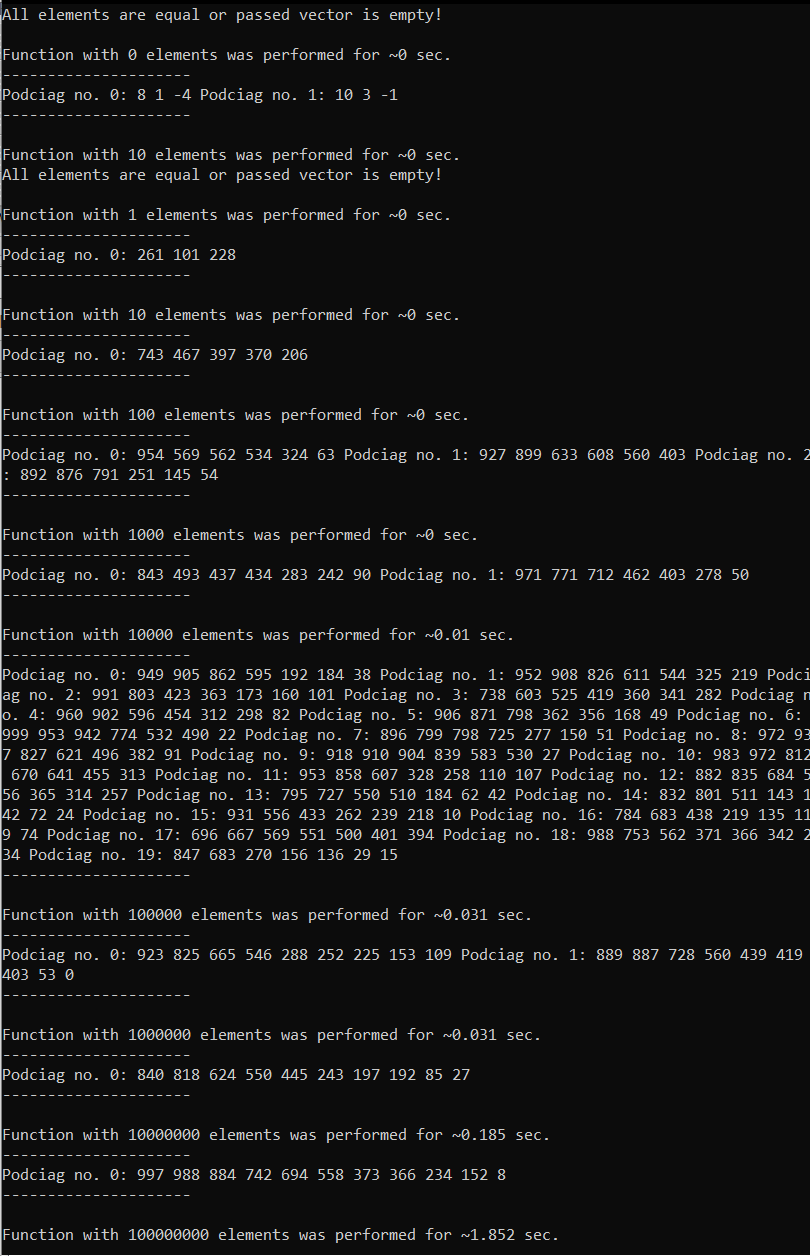 All elements are equal or passed vector is empty!
Function with 0 elements was performed for ~0 sec.
---------------------
Podciag no. 0: 8 1 -4 Podciag no. 1: 10 3 -1
---------------------
Function with 10 elements was performed for ~0 sec.
All elements are equal or passed vector is empty!
Function with 1 elements was performed for ~0 sec.
---------------------
Podciag no. 0: 261 101 228
---------------------
Function with 10 elements was performed for ~0 sec.
---------------------
Podciag no. 0: 743 467 397 370 206
---------------------
Function with 100 elements was performed for ~0 sec.
---------------------
Podciag no. 0: 954 569 562 534 324 63 Podciag no. 1: 927 899 633 608 560 403 Podciag no. 2
: 892 876 791 251 145 54
---------------------
Function with 1000 elements was performed for ~0 sec.
---------------------
Podciag no. 0: 843 493 437 434 283 242 90 Podciag no. 1: 971 771 712 462 403 278 50
---------------------
Function with 10000 elements was performed for ~0.01 sec.
---------------------
Podciag no. 0: 949 905 862 595 192 184 38 Podciag no. 1: 952 908 826 611 544 325 219 Podci
ag no. 2: 991 803 423 363 173 160 101 Podciag no. 3: 738 603 525 419 360 341 282 Podciag n
o. 4: 960 902 596 454 312 298 82 Podciag no. 5: 906 871 798 362 356 168 49 Podciag no. 6:
999 953 942 774 532 490 22 Podciag no. 7: 896 799 798 725 277 150 51 Podciag no. 8: 972 93
7 827 621 496 382 91 Podciag no. 9: 918 910 904 839 583 530 27 Podciag no. 10: 983 972 812
670 641 455 313 Podciag no. 11: 953 858 607 328 258 110 107 Podciag no. 12: 882 835 684 5
56 365 314 257 Podciag no. 13: 795 727 550 510 184 62 42 Podciag no. 14: 832 801 511 143 1
42 72 24 Podciag no. 15: 931 556 433 262 239 218 10 Podciag no. 16: 784 683 438 219 135 11
9 74 Podciag no. 17: 696 667 569 551 500 401 394 Podciag no. 18: 988 753 562 371 366 342 2
34 Podciag no. 19: 847 683 270 156 136 29 15
---------------------
Function with 100000 elements was performed for ~0.031 sec.
---------------------
Podciag no. 0: 923 825 665 546 288 252 225 153 109 Podciag no. 1: 889 887 728 560 439 419
403 53 0
---------------------
Function with 1000000 elements was performed for ~0.031 sec.
---------------------
Podciag no. 0: 840 818 624 550 445 243 197 192 85 27
---------------------
Function with 10000000 elements was performed for ~0.185 sec.
---------------------
Podciag no. 0: 997 988 884 742 694 558 373 366 234 152 8
---------------------
Function with 100000000 elements was performed for ~1.852 sec.